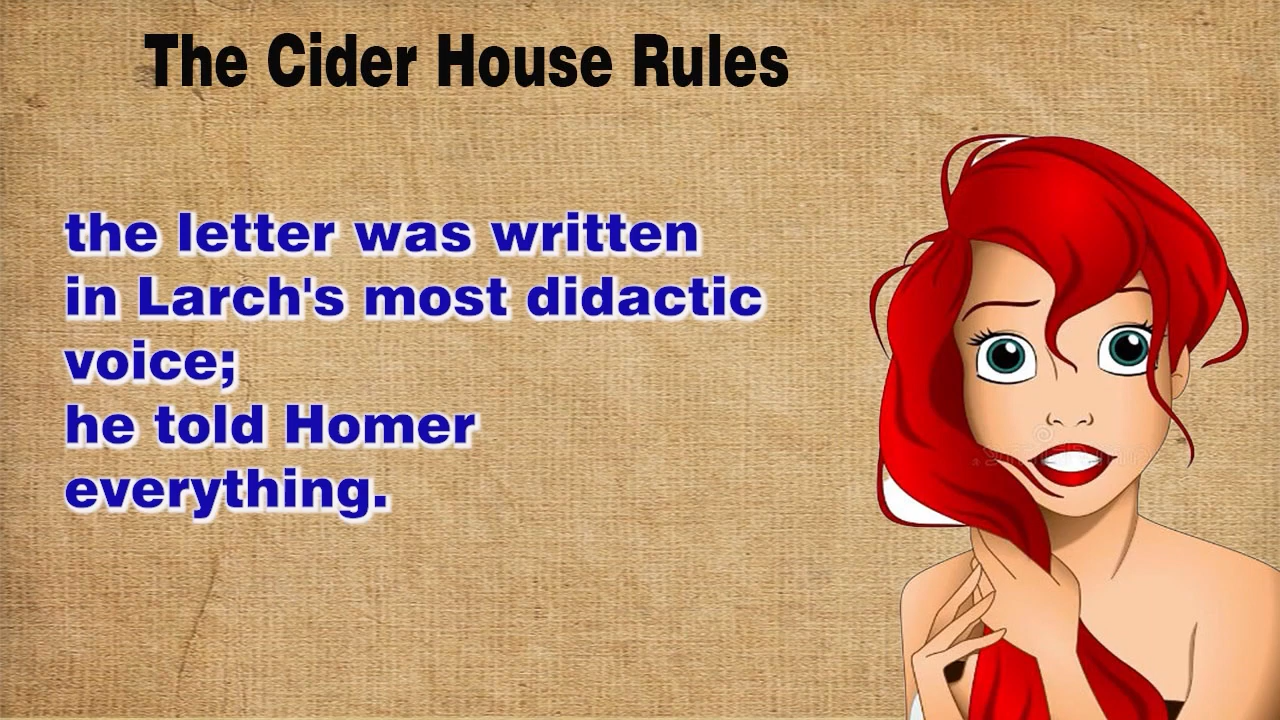 The Cider House Rules
the letter was written
in Larch's most didactic
voice;
he told Homer
everything.